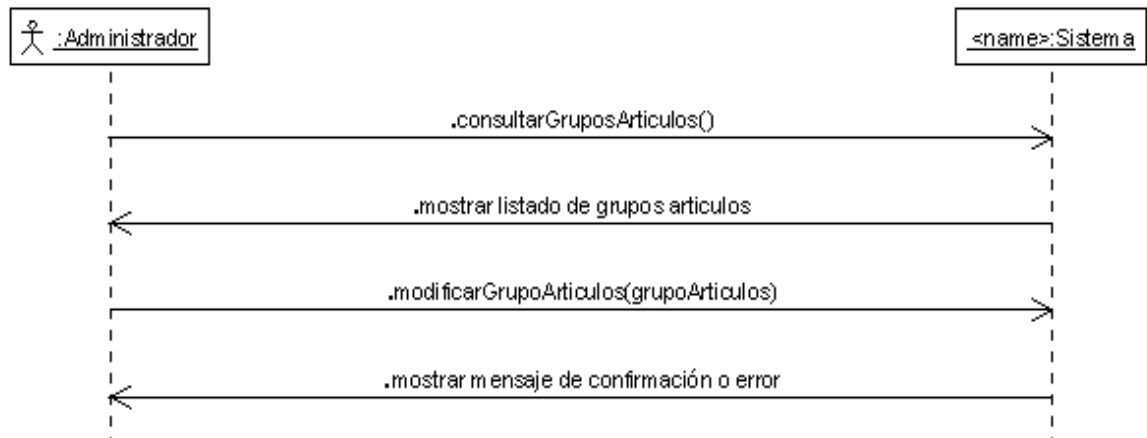 :Administrador
<name>:Sistema
.consultarGruposArticulos()
.mostrar listado de grupos articulos
.modificarGrupoArticulos(grupoArticulos)
.mostrar mensaje de confirmación o error